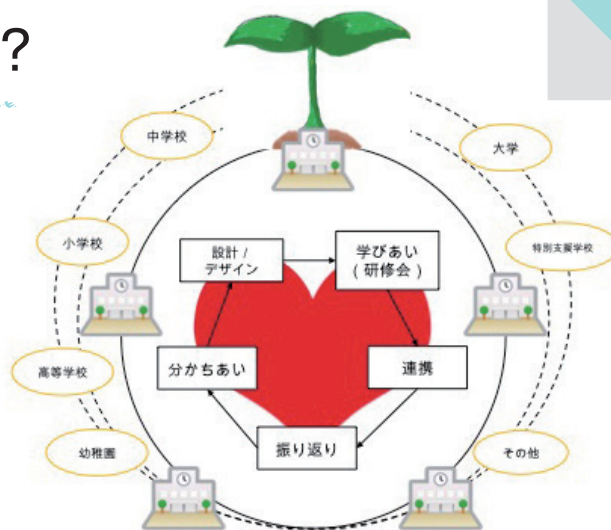 ?
中学校
大学
小学校
特別支援学校
設計 /
デザイン
学びあい
( 研修会 )
分かちあい
連携
高等学校
振り返り
幼稚園
その他